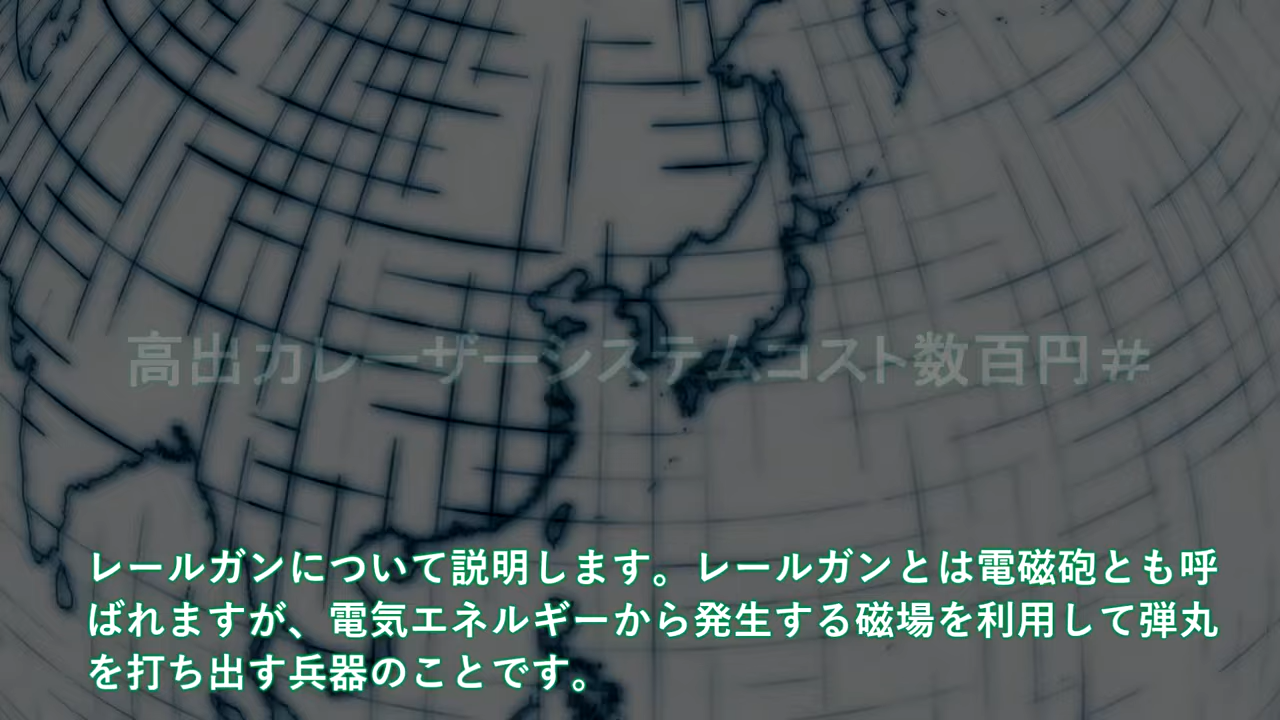 高出力レーザーシステムコスト数百円#
レールガンについて説明します。レールガンとは電磁砲とも呼
ばれますが、電気エネルギーから発生する磁場を利用して弾丸
を打ち出す兵器のことです。